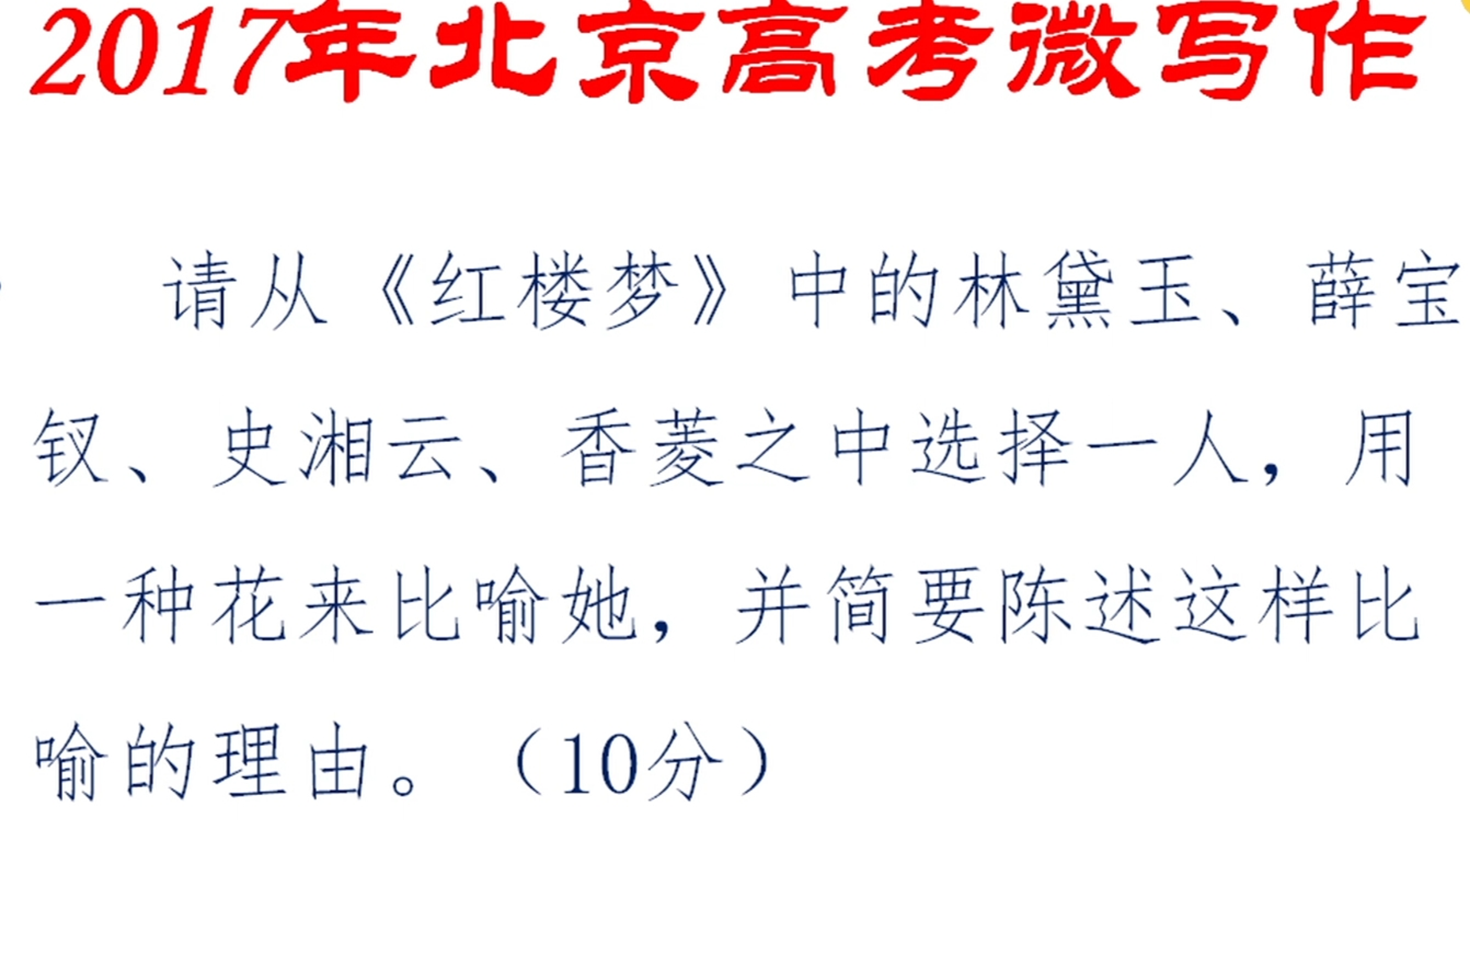 2017年北京高考微写作
请从《红楼梦》中的林黛玉、薛宝
钗、史湘云、香菱之中选择一人，用
一种花来比喻她，并简要陈述这样比
喻的理由。（10分）